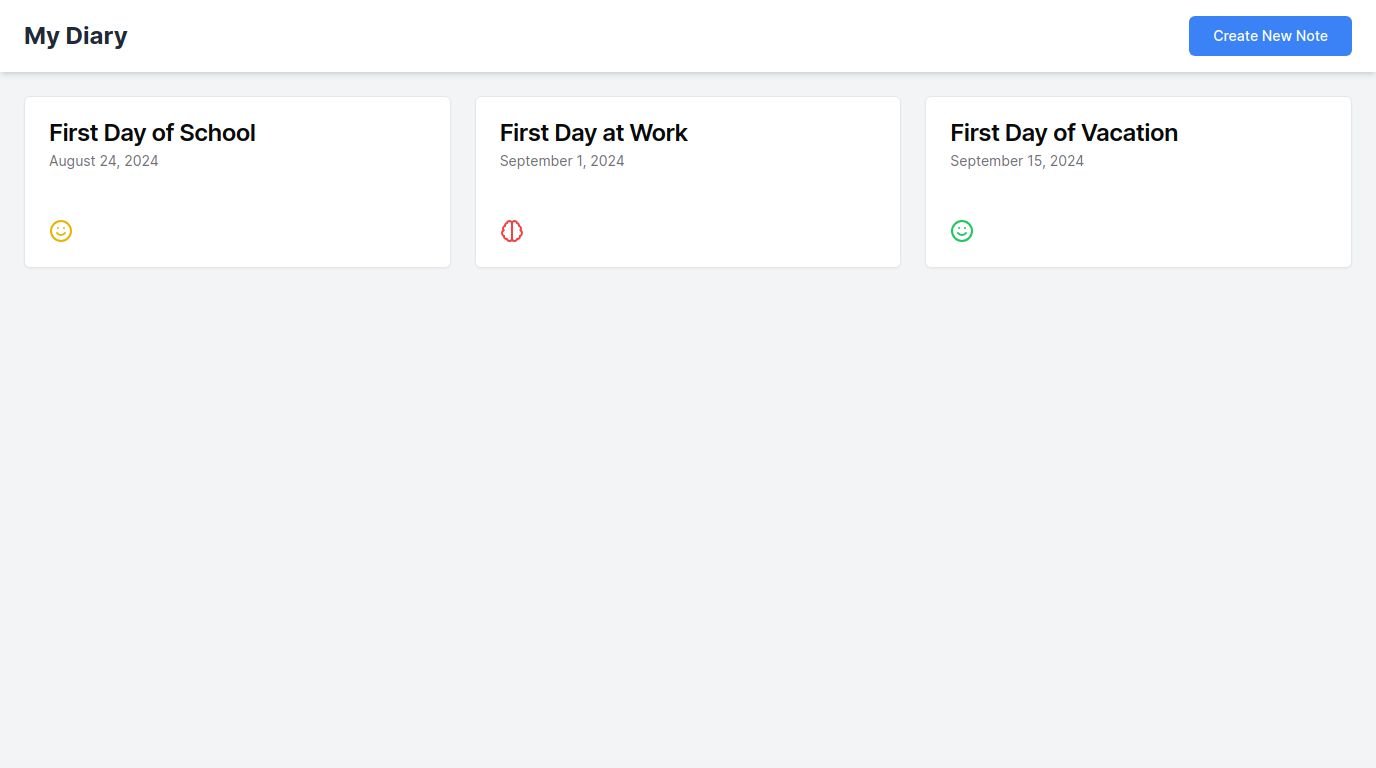 My Diary
Create New Note
First Day of School
August 24, 2024
First Day at Work
September 1, 2024
First Day of Vacation
September 15, 2024